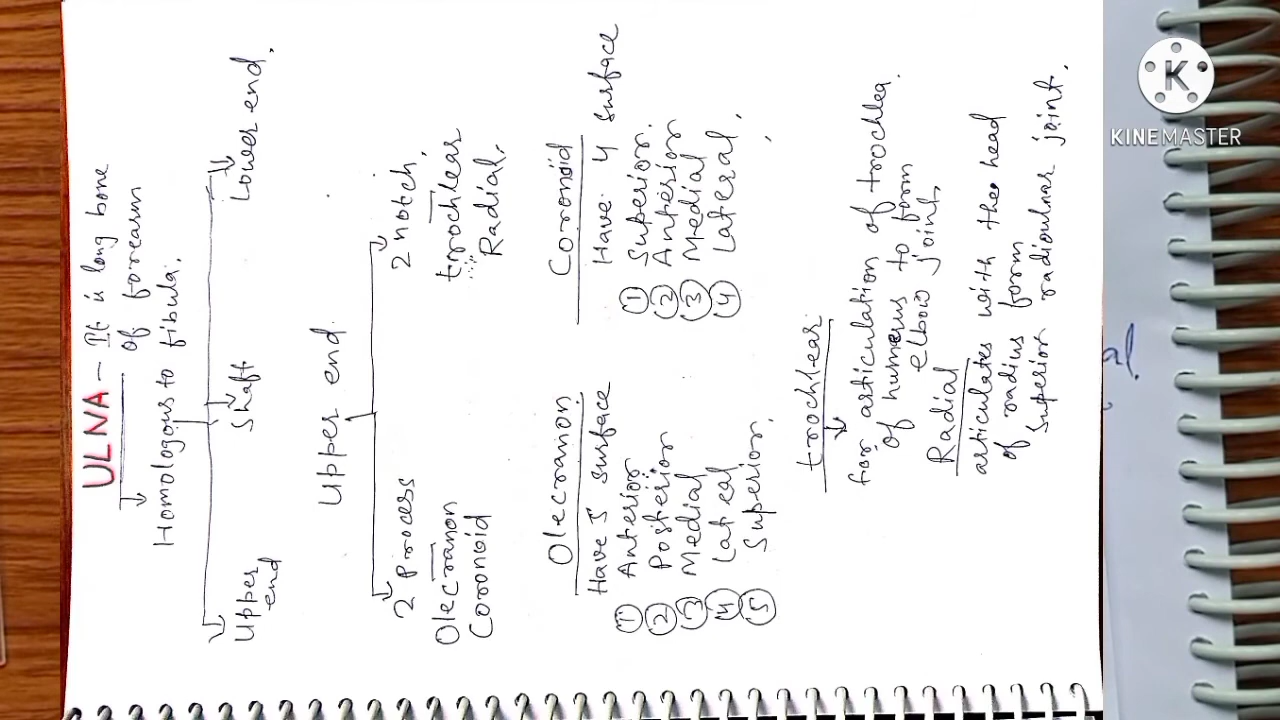 ULNA - It is long bone
of forearm
Homologous to fibula.
Upper end
Shaft
Lower end.
Upper end
2 process
Olecranon
Coronoid
2 notch
trochlear
Radial.
Olecranon
Have 5 surface
① Anterior
② Posterior
③ Medial
④ Lateal
⑤ Superior.
Coronoid
Have 4 surface
① Superior.
② Anterior
③ Medial
④ Lateral.
trochlear
for articulation of trochlea.
of humerus to form
elbow joint.
Radial
articulates with the head
of radius form
Superior radioulnar joint.
al.
K
KINEMASTER